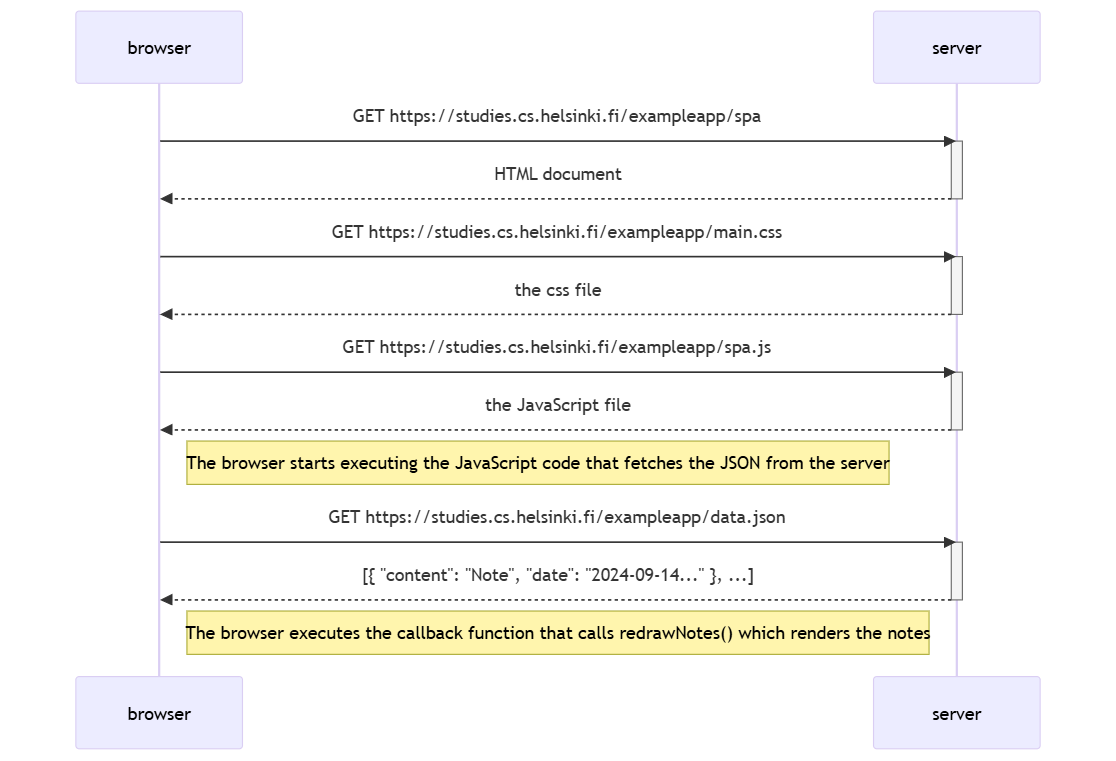 browser
server
GET https://studies.cs.helsinki.fi/exampleapp/spa
HTML document
GET https://studies.cs.helsinki.fi/exampleapp/main.css
the css file
GET https://studies.cs.helsinki.fi/exampleapp/spa.js
the JavaScript file
The browser starts executing the JavaScript code that fetches the JSON from the server
GET https://studies.cs.helsinki.fi/exampleapp/data.json
[{ "content": "Note", "date": "2024-09-14..." }, ...]
The browser executes the callback function that calls redrawNotes() which renders the notes
browser
server